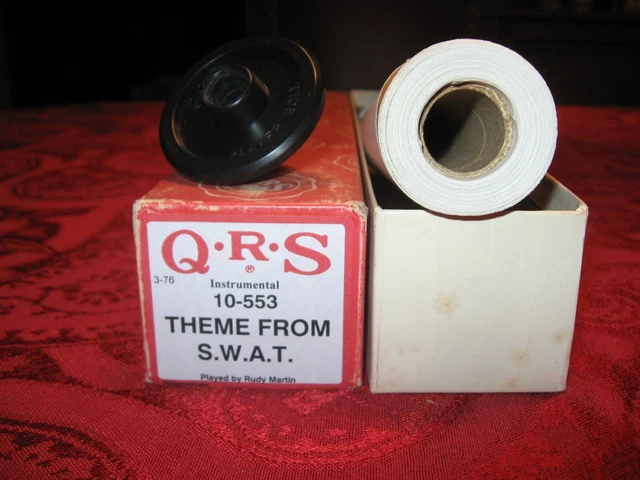 Q·R·S
®
3-76
Instrumental
10-553
THEME FROM
S.W.A.T.
Played by Rudy Martin